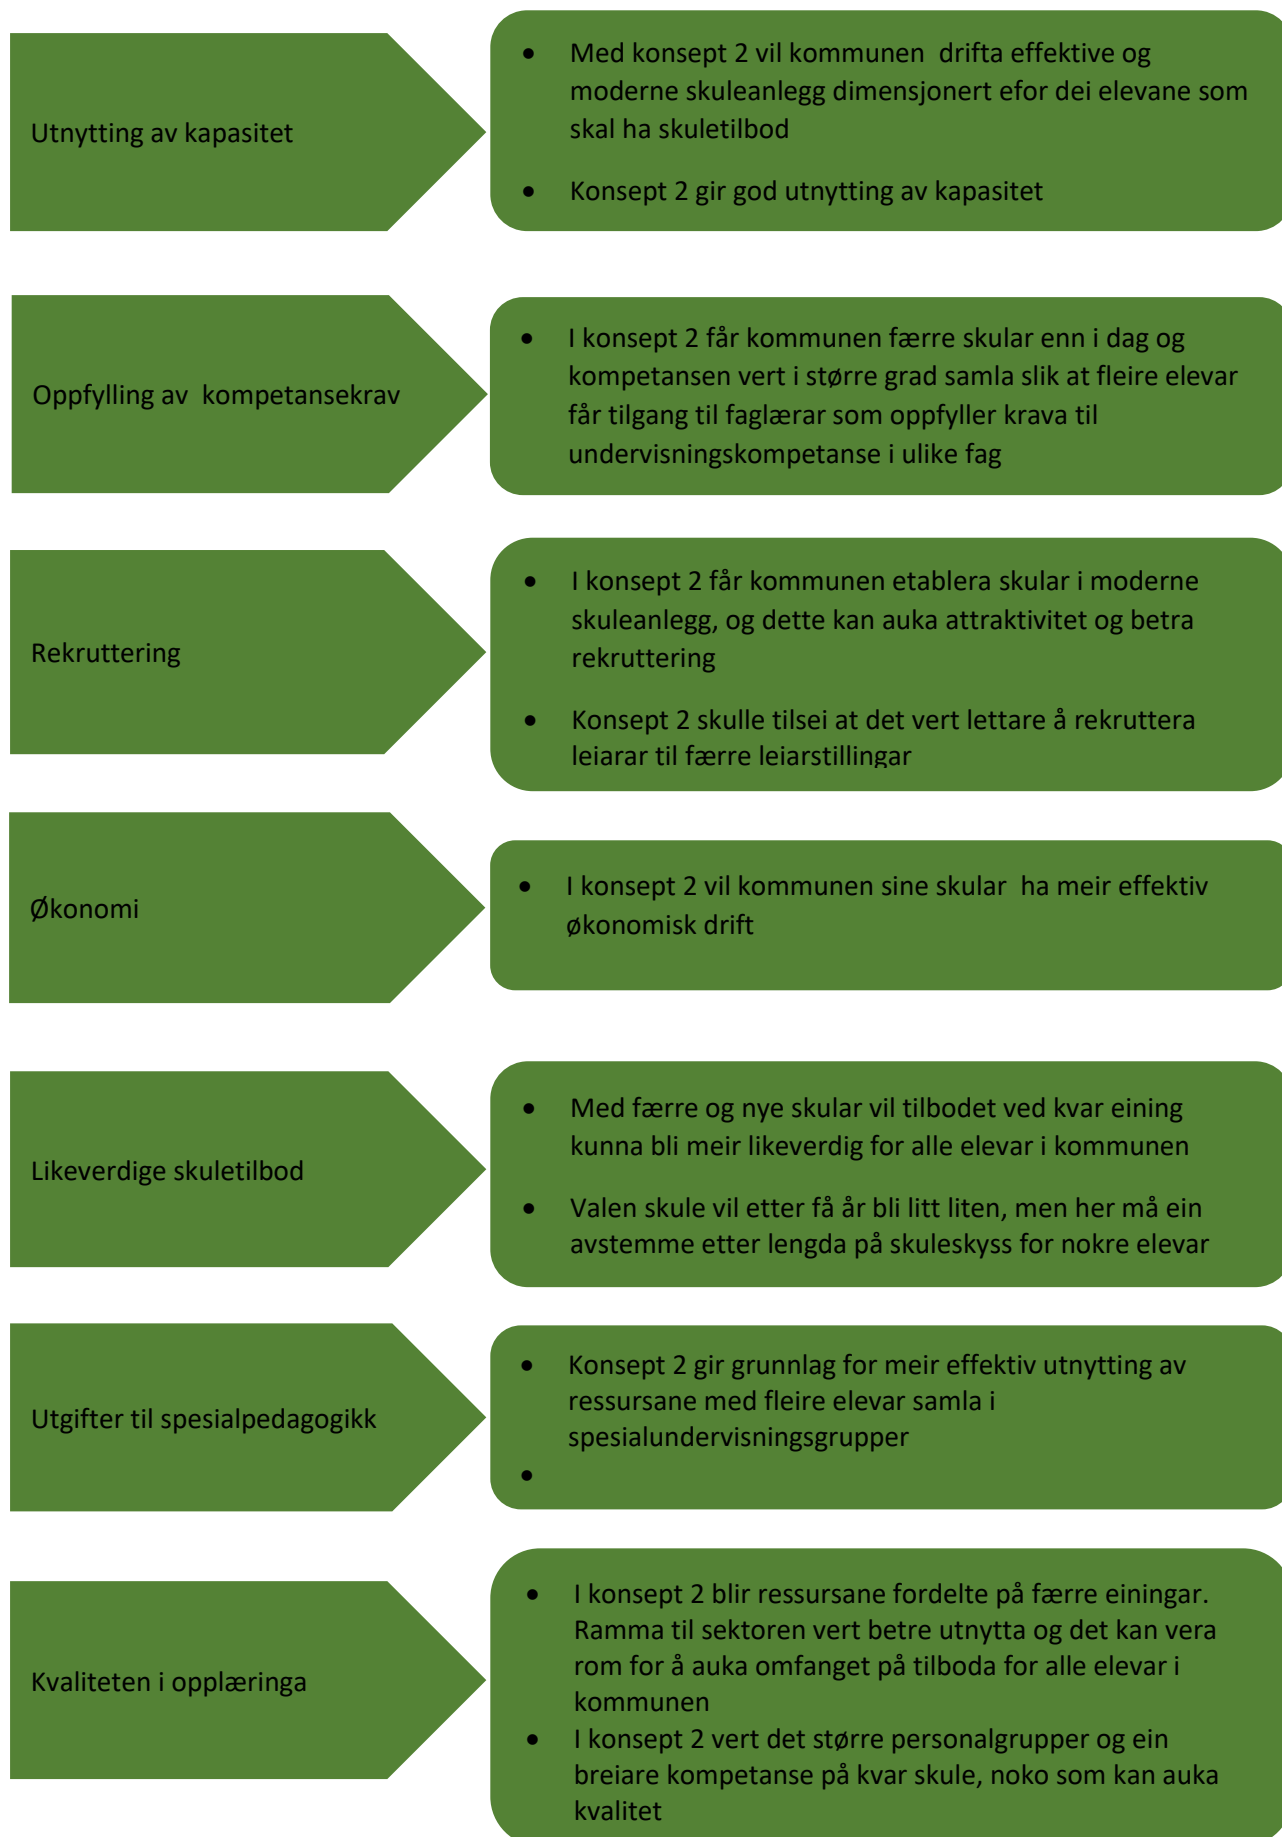 Utnytting av kapasitet
• Med konsept 2 vil kommunen  drifta effektive og
moderne skuleanlegg dimensjonert efor dei elevane som
skal ha skuletilbod
• Konsept 2 gir god utnytting av kapasitet
Oppfylling av  kompetansekrav
• I konsept 2 får kommunen færre skular enn i dag og
kompetansen vert i større grad samla slik at fleire elevar
får tilgang til faglærar som oppfyller krava til
undervisningskompetanse i ulike fag
Rekruttering
• I konsept 2 får kommunen etablera skular i moderne
skuleanlegg, og dette kan auka attraktivitet og betra
rekruttering
• Konsept 2 skulle tilsei at det vert lettare å rekruttera
leiarar til færre leiarstillingar
Økonomi
• I konsept 2 vil kommunen sine skular  ha meir effektiv
økonomisk drift
Likeverdige skuletilbod
• Med færre og nye skular vil tilbodet ved kvar eining
kunna bli meir likeverdig for alle elevar i kommunen
• Valen skule vil etter få år bli litt liten, men her må ein
avstemme etter lengda på skuleskyss for nokre elevar
Utgifter til spesialpedagogikk
• Konsept 2 gir grunnlag for meir effektiv utnytting av
ressursane med fleire elevar samla i
spesialundervisningsgrupper
•
Kvaliteten i opplæringa
• I konsept 2 blir ressursane fordelte på færre einingar.
Ramma til sektoren vert betre utnytta og det kan vera
rom for å auka omfanget på tilboda for alle elevar i
kommunen
• I konsept 2 vert det større personalgrupper og ein
breiare kompetanse på kvar skule, noko som kan auka
kvalitet